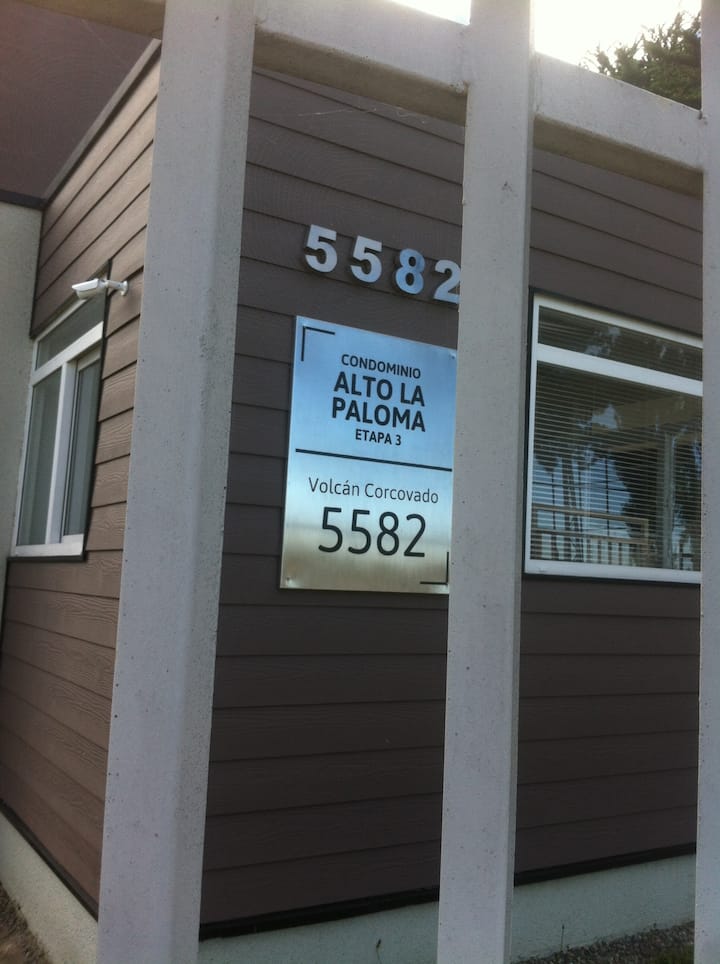 5582
CONDOMINIO
ALTO LA
PALOMA
ETAPA 3
Volcán Corcovado
5582